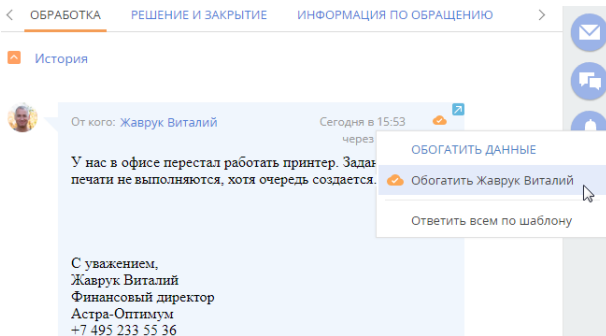 ОБРАБОТКА РЕШЕНИЕ И ЗАКРЫТИЕ ИНФОРМАЦИЯ ПО ОБРАЩЕНИЮ
История
От кого: Жаврук Виталий Сегодня в 15:53
через
ОБОГАТИТЬ ДАННЫЕ
Обогатить Жаврук Виталий
Ответить всем по шаблону
У нас в офисе перестал работать принтер. Задан
печати не выполняются, хотя очередь создается.
С уважением,
Жаврук Виталий
Финансовый директор
Астра-Оптимум
+7 495 233 55 36